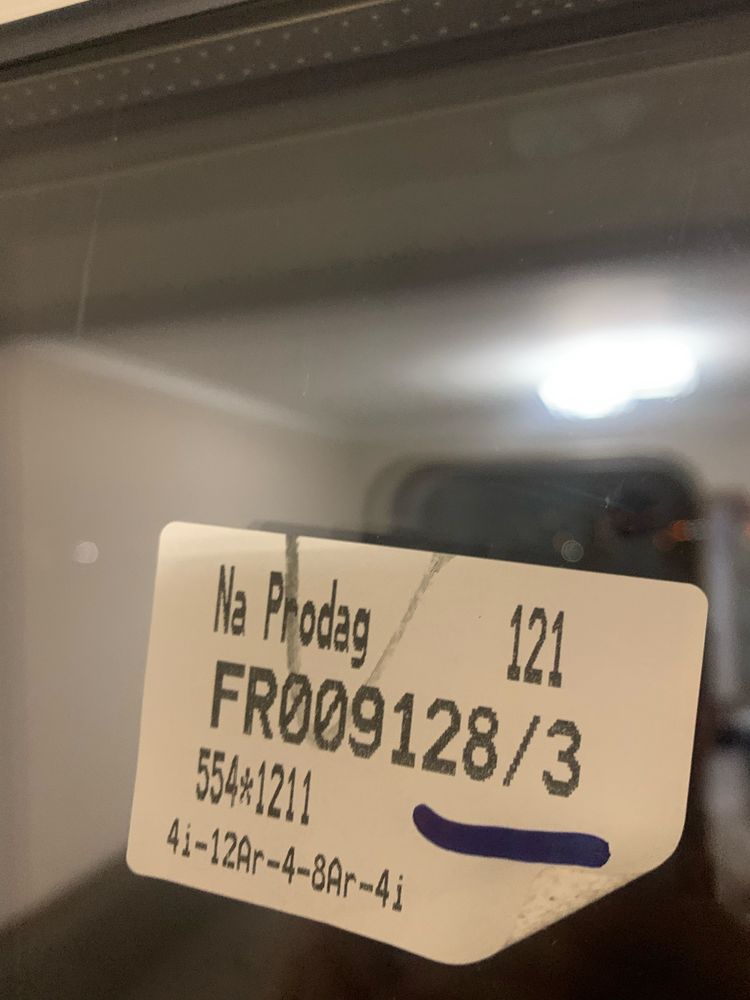 Na Prodag 121
FR009128/3
554*1211
4i-12Ar-4-8Ar-4i